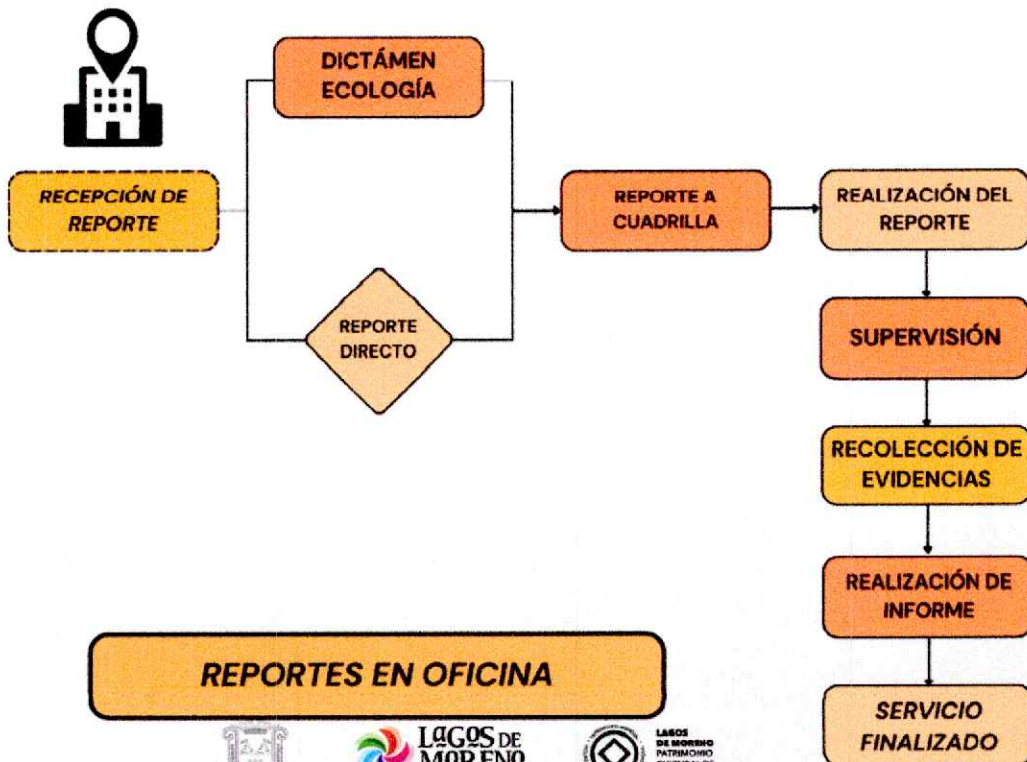 DICTÁMEN
ECOLOGÍA
RECEPCIÓN DE
REPORTE
REPORTE A
CUADRILLA
REALIZACIÓN DEL
REPORTE
REPORTE
DIRECTO
SUPERVISIÓN
RECOLECCIÓN DE
EVIDENCIAS
REALIZACIÓN DE
INFORME
SERVICIO
FINALIZADO
REPORTES EN OFICINA
LAGOS DE
MORENO
LAGOS
DE MORENO
PATRIMONIO